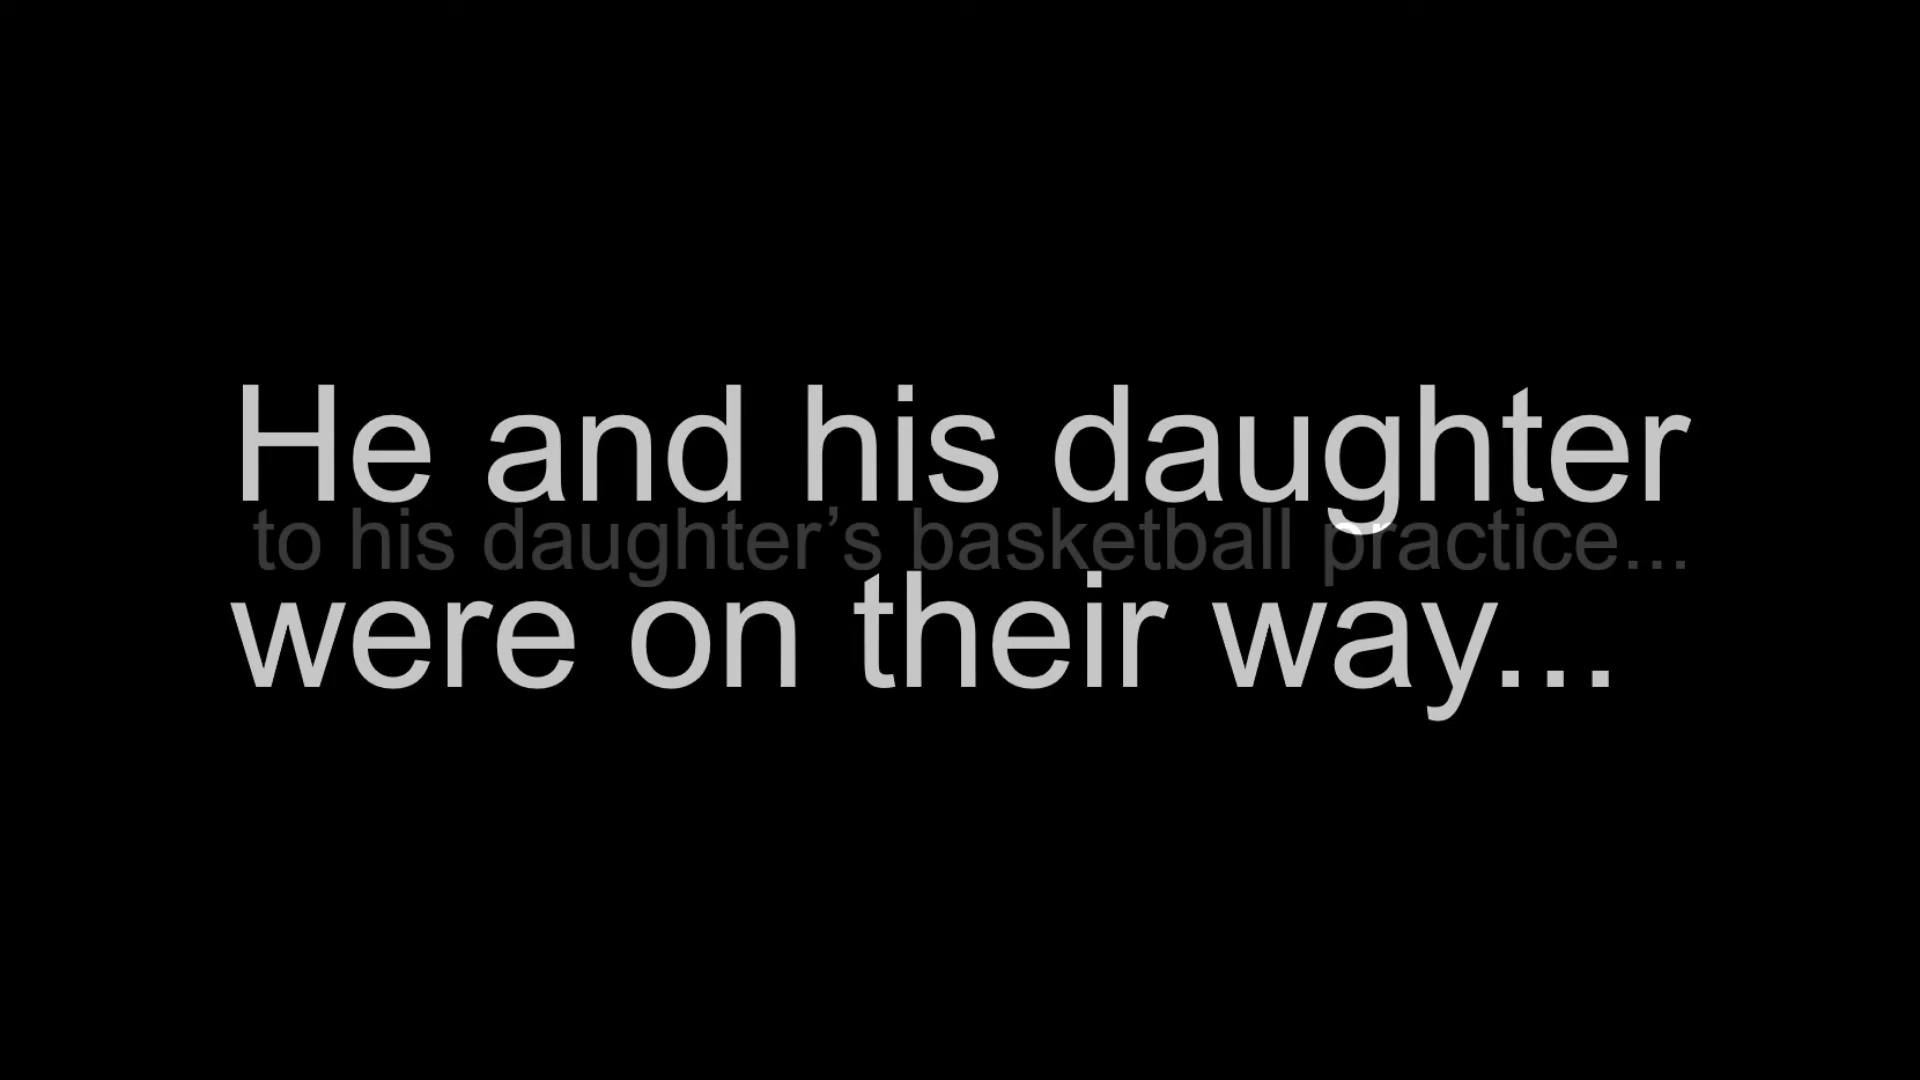 He and his daughter
to his daughter’s basketball practice...
were on their way...